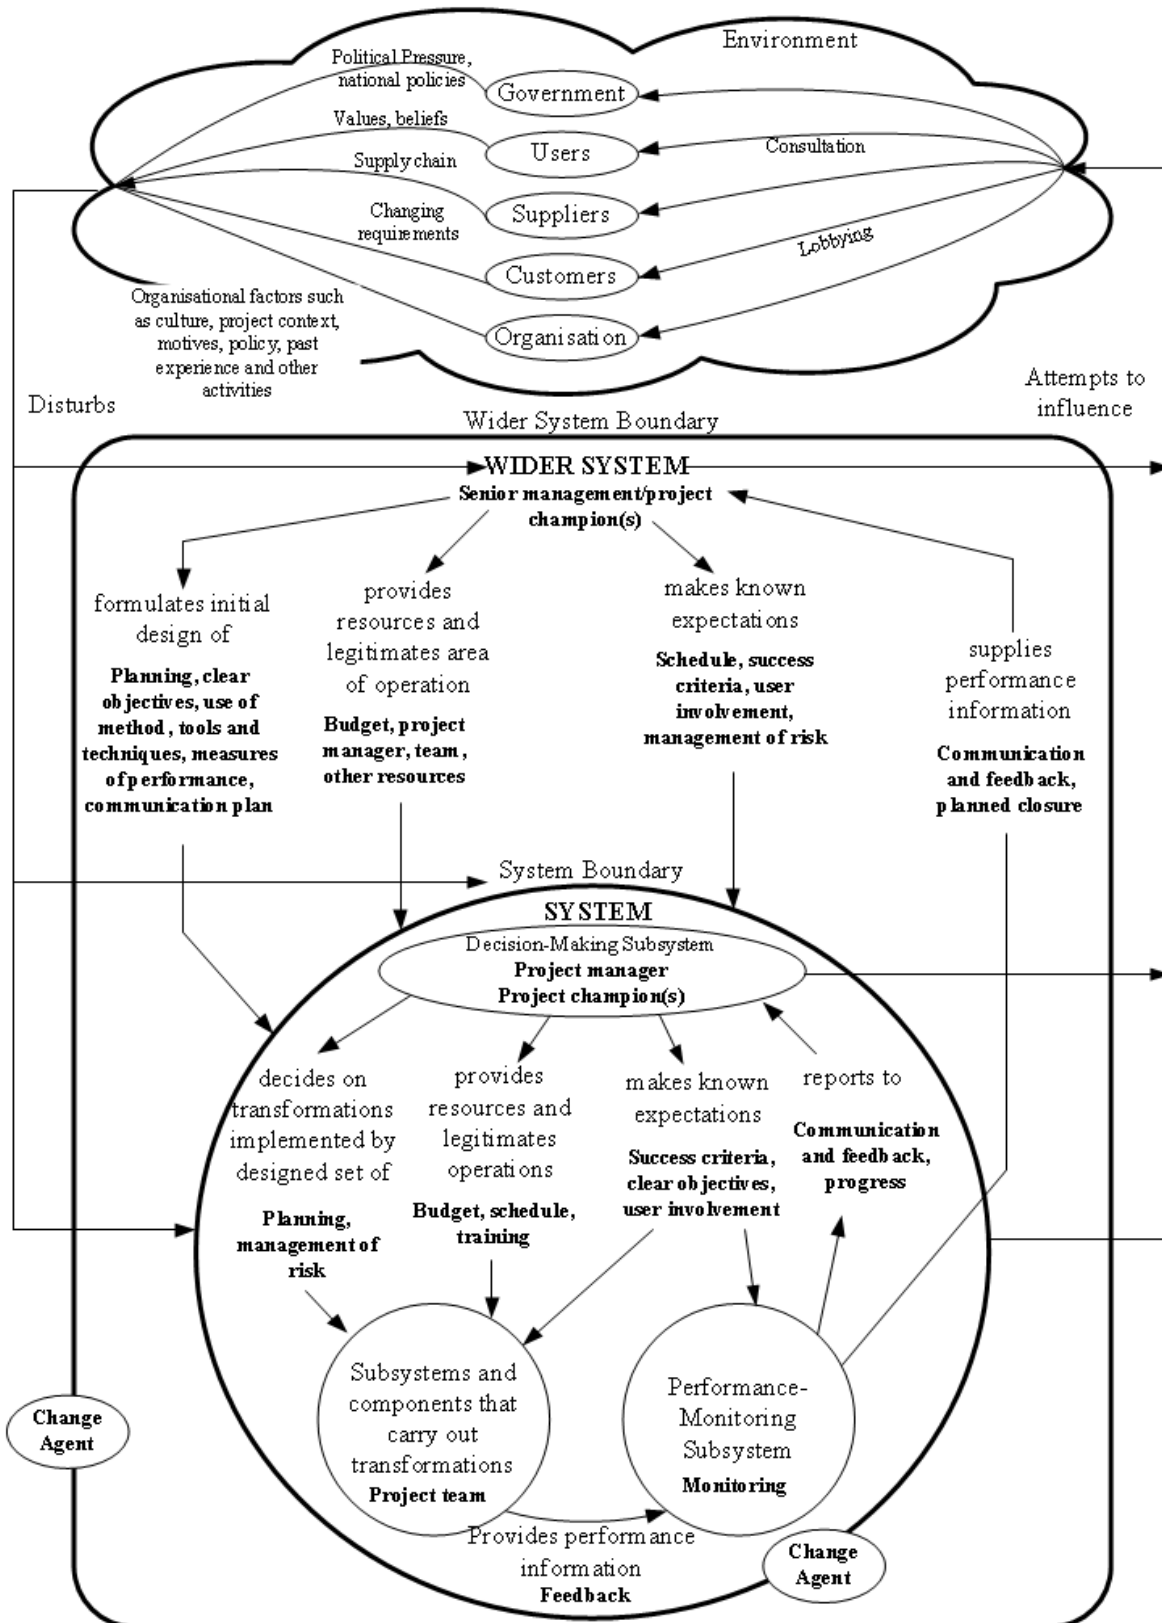 Environment
Political Pressure,
national policies
Government
Values, beliefs
Users
Consultation
Supply chain
Suppliers
Changing
requirements
Lobbying
Customers
Organisational factors such
as culture, project context,
motives, policy, past
experience and other
activities
Organisation
Disturbs
Attempts to
influence
Wider System Boundary
WIDER SYSTEM
Senior management/project
champion(s)
formulates initial
design of
Planning, clear
objectives, use of
method, tools and
techniques, measures
of performance,
communication plan
provides
resources and
legitimates area
of operation
Budget, project
manager, team,
other resources
makes known
expectations
Schedule, success
criteria, user
involvement,
management of risk
supplies
performance
information
Communication
and feedback,
planned closure
System Boundary
SYSTEM
Decision-Making Subsystem
Project manager
Project champion(s)
decides on
transformations
implemented by
designed set of
Planning,
management of
risk
provides
resources and
legitimates
operations
Budget, schedule,
training
makes known
expectations
Success criteria,
clear objectives,
user involvement
reports to
Communication
and feedback,
progress
Subsystems and
components that
carry out
transformations
Project team
Performance-
Monitoring
Subsystem
Monitoring
Provides performance
information
Feedback
Change
Agent
Change
Agent